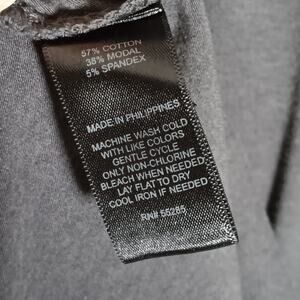 57% COTTON
38% MODAL
5% SPANDEX
MADE IN PHILIPPINES
MACHINE WASH COLD
WITH LIKE COLORS
GENTLE CYCLE
ONLY NON-CHLORINE
BLEACH WHEN NEEDED
LAY FLAT TO DRY
COOL IRON IF NEEDED
RN# 55285